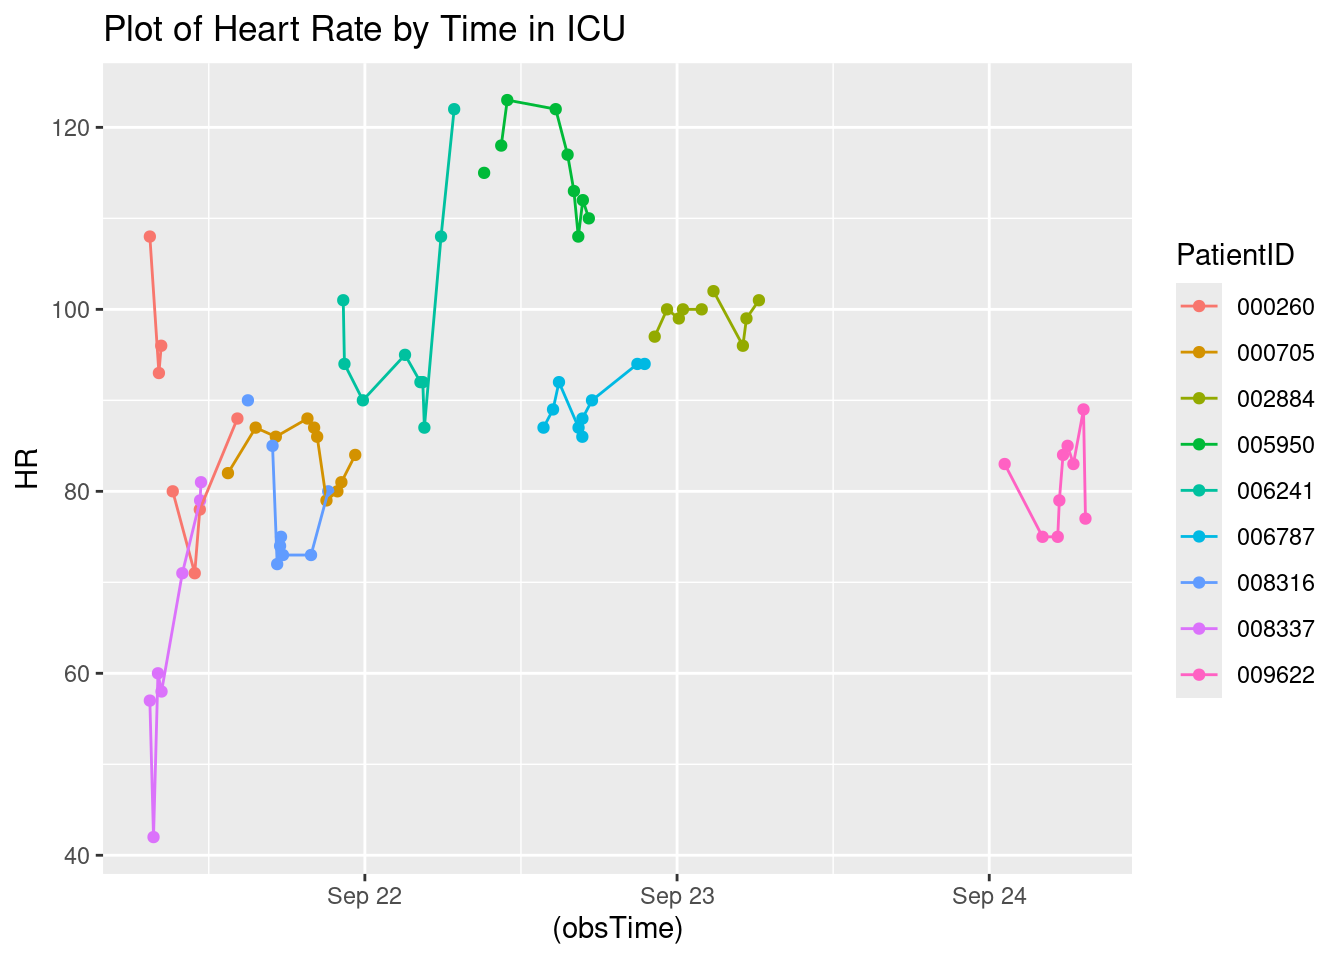 Plot of Heart Rate by Time in ICU
120
100
80
60
40
HR
Sep 22
Sep 23
Sep 24
(obsTime)
PatientID
000260
000705
002884
005950
006241
006787
008316
008337
009622